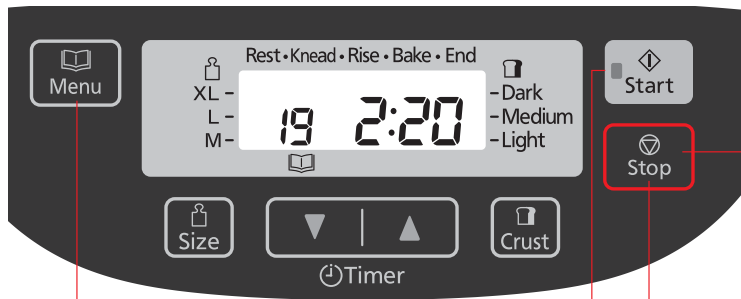 Menu
Rest • Knead • Rise • Bake • End
XL –
L –
M –
19 2:20
– Dark
– Medium
– Light
Start
Stop
Size
Crust
Timer